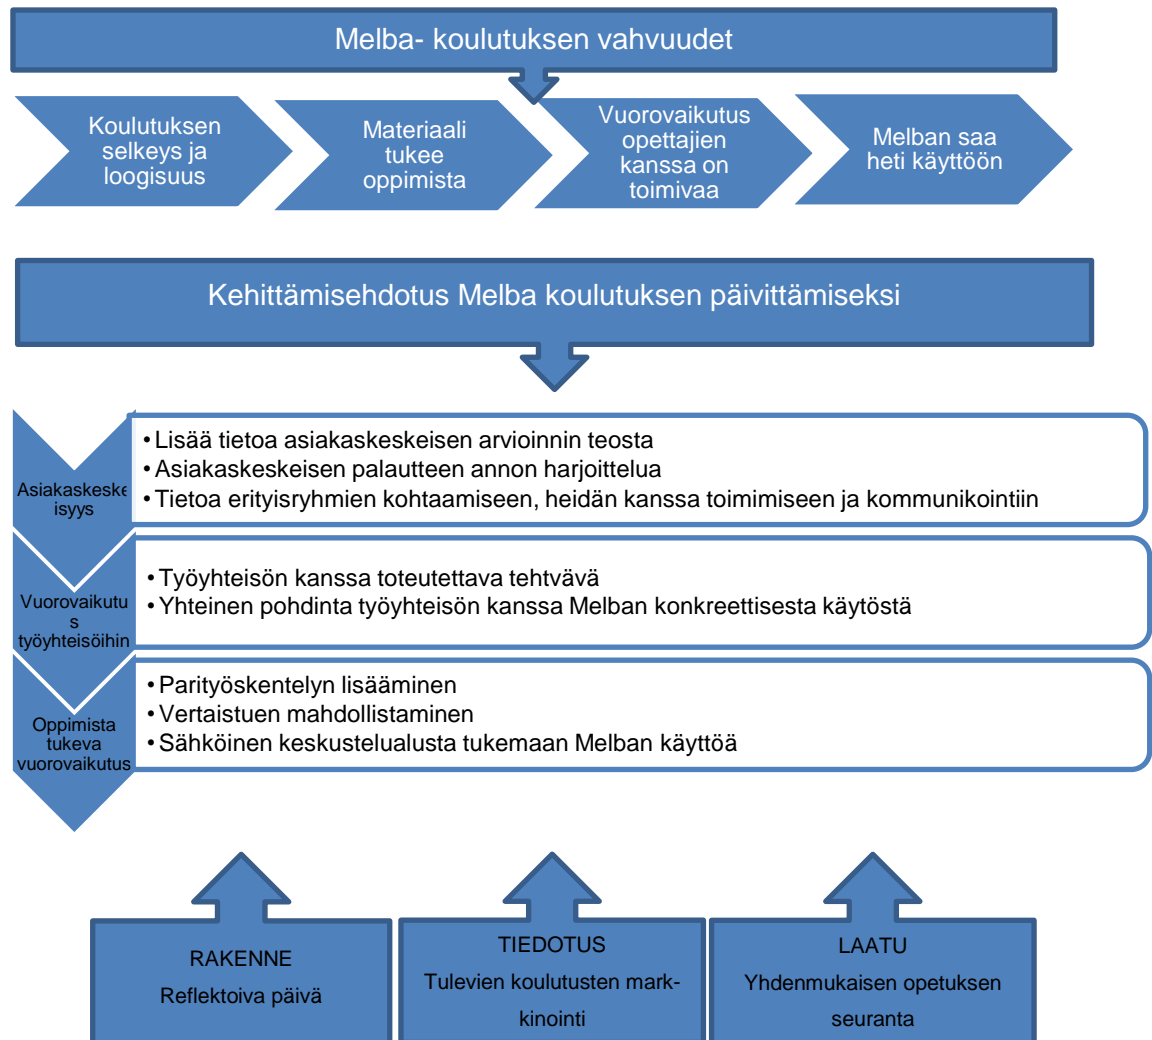 Melba- koulutuksen vahvuudet
Koulutuksen
selkeys ja
loogisuus
Materiaali
tukee
oppimista
Vuorovaikutus
opettajien
kanssa on
toimivaa
Melban saa
heti käyttöön
Kehittämisehdotus Melba koulutuksen päivittämiseksi
Asiakaskeske
isyys
• Lisää tietoa asiakaskeskeisen arvioinnin teosta
• Asiakaskeskeisen palautteen annon harjoittelua
• Tietoa erityisryhmien kohtaamiseen, heidän kanssa toimimiseen ja kommunikointiin
Vuorovaikutu
s
työyhteisöihin
• Työyhteisön kanssa toteutettava tehtvävä
• Yhteinen pohdinta työyhteisön kanssa Melban konkreettisesta käytöstä
Oppimista
tukeva
vuorovaikutus
• Parityöskentelyn lisääminen
• Vertaistuen mahdollistaminen
• Sähköinen keskustelualusta tukemaan Melban käyttöä
RAKENNE
Reflektoiva päivä
TIEDOTUS
Tulevien koulutusten mark-
kinointi
LAATU
Yhdenmukaisen opetuksen
seuranta